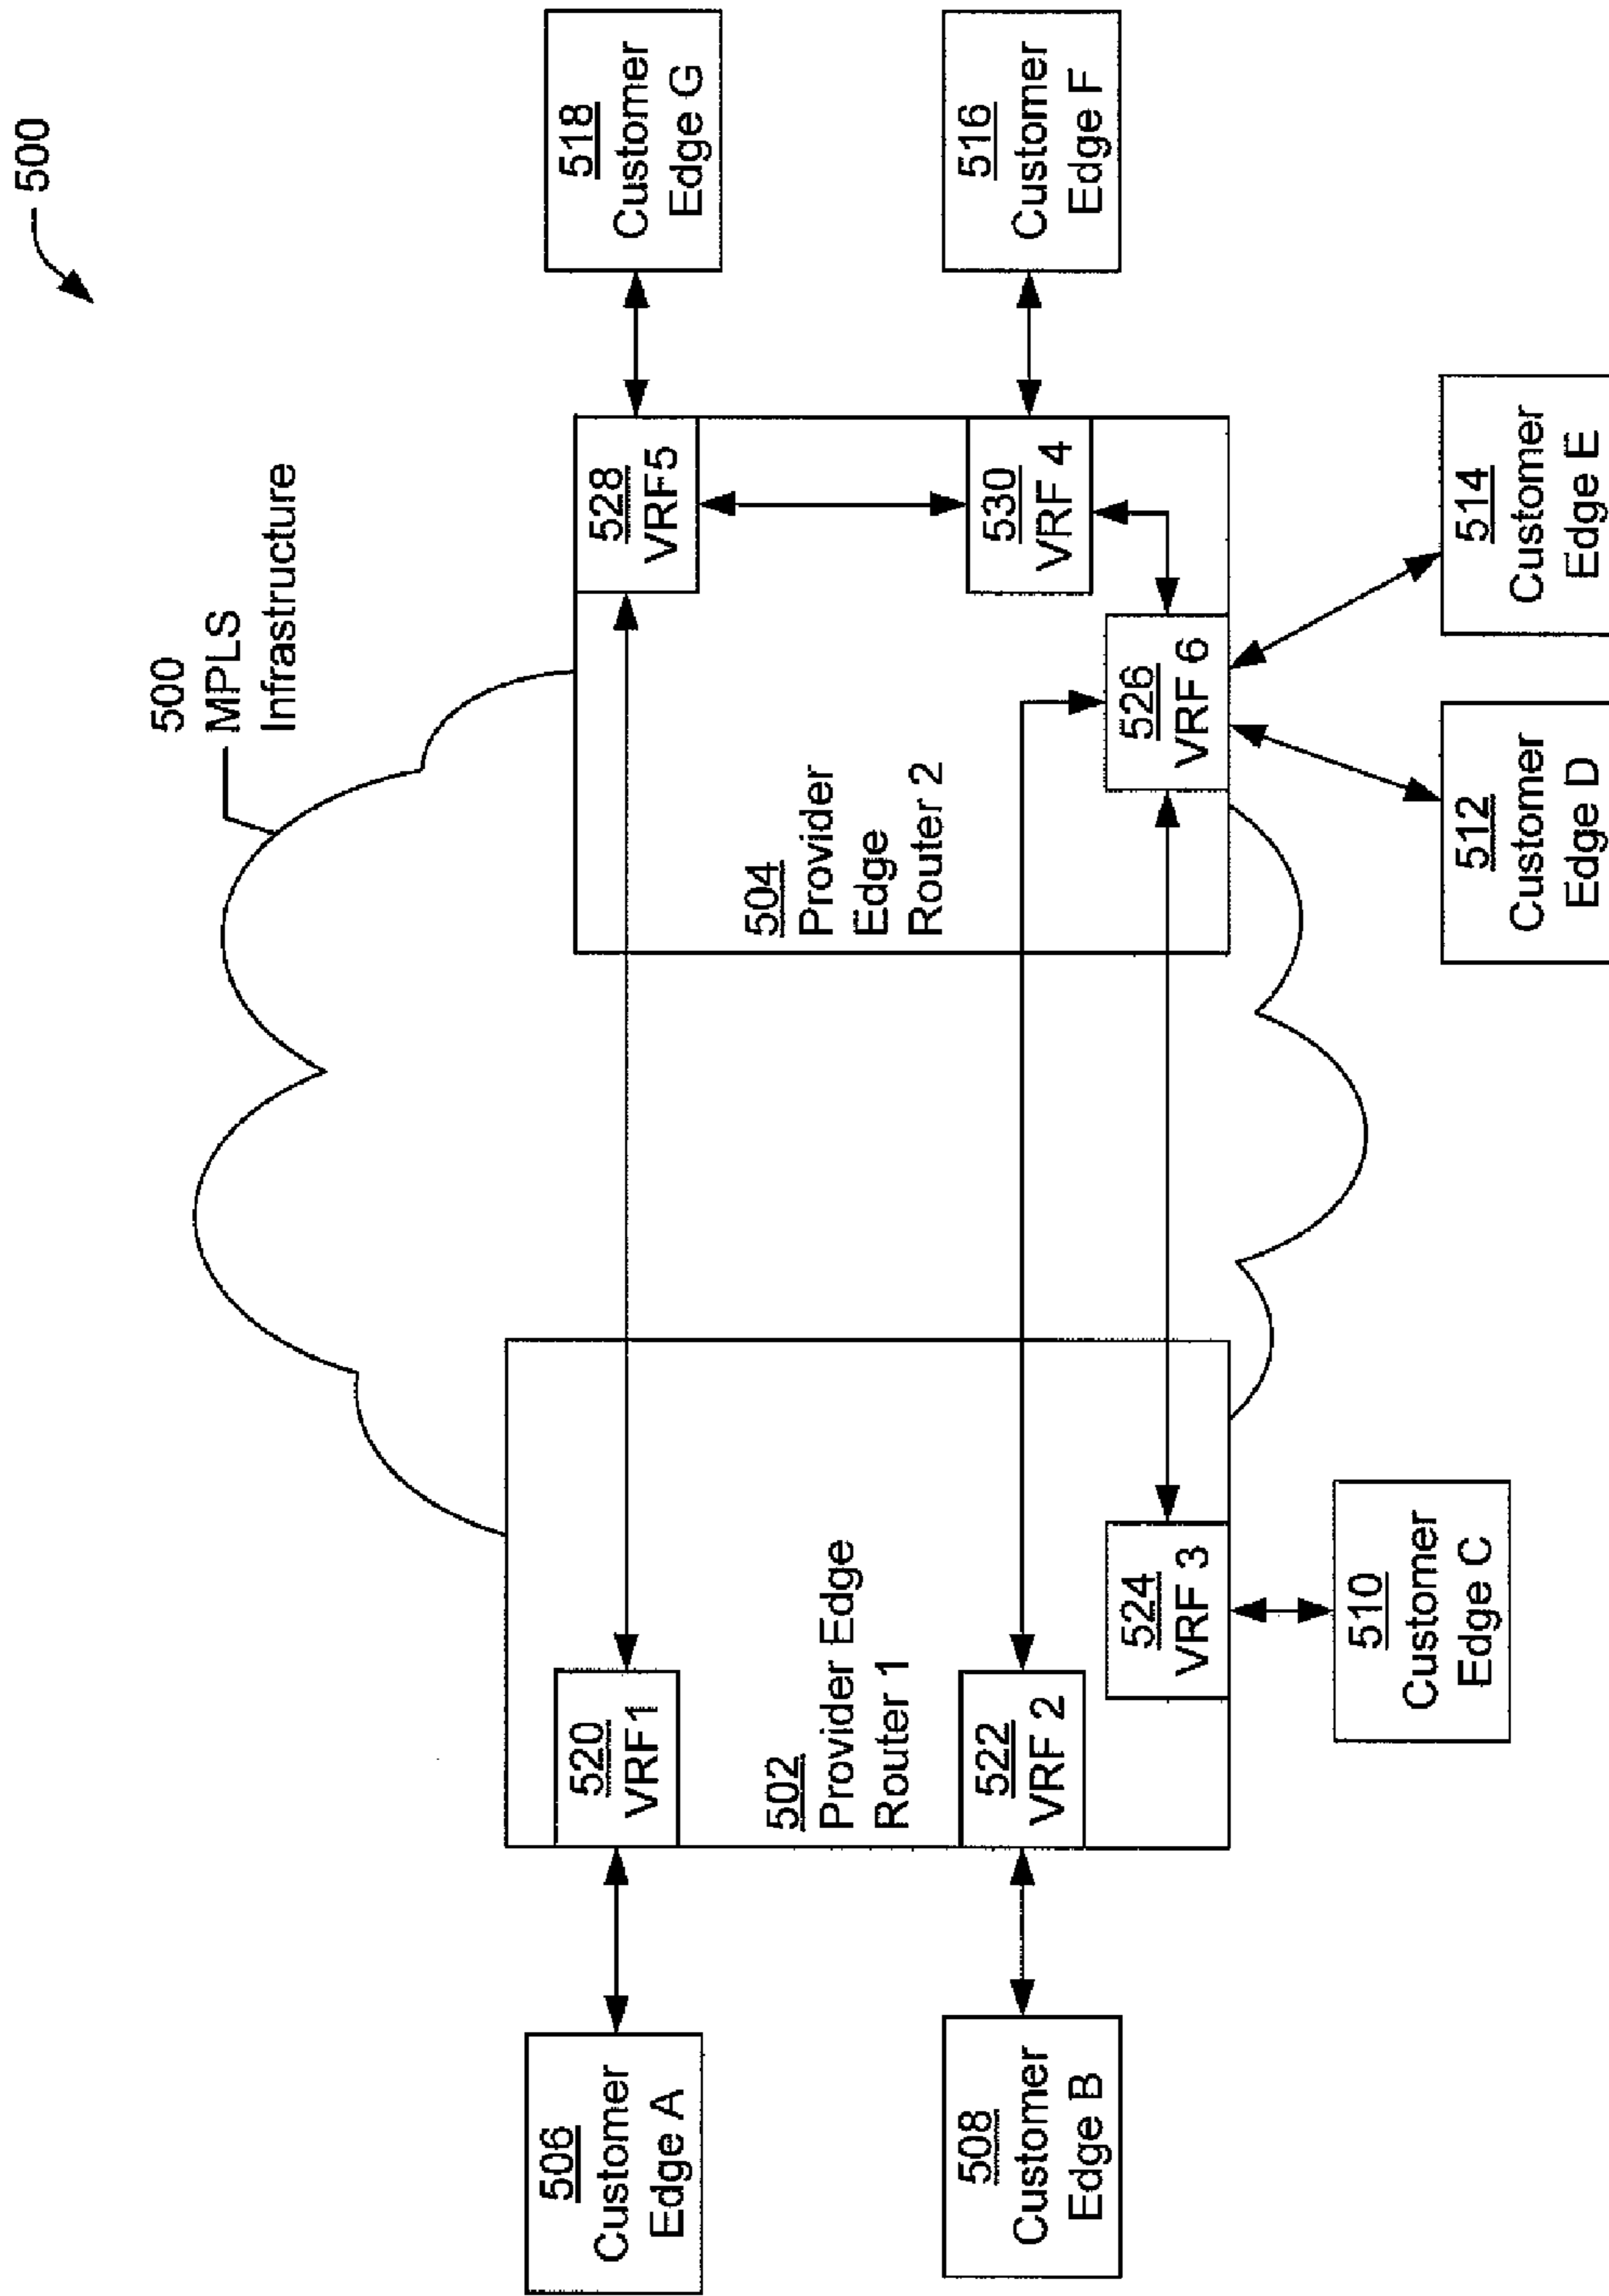 500
500
MPLS
Infrastructure
506
Customer
Edge A
520
VRF1
528
VRF5
518
Customer
Edge G
502
Provider Edge
Router 1
504
Provider
Edge
Router 2
508
Customer
Edge B
522
VRF 2
530
VRF 4
516
Customer
Edge F
524
VRF 3
526
VRF 6
510
Customer
Edge C
512
Customer
Edge D
514
Customer
Edge E